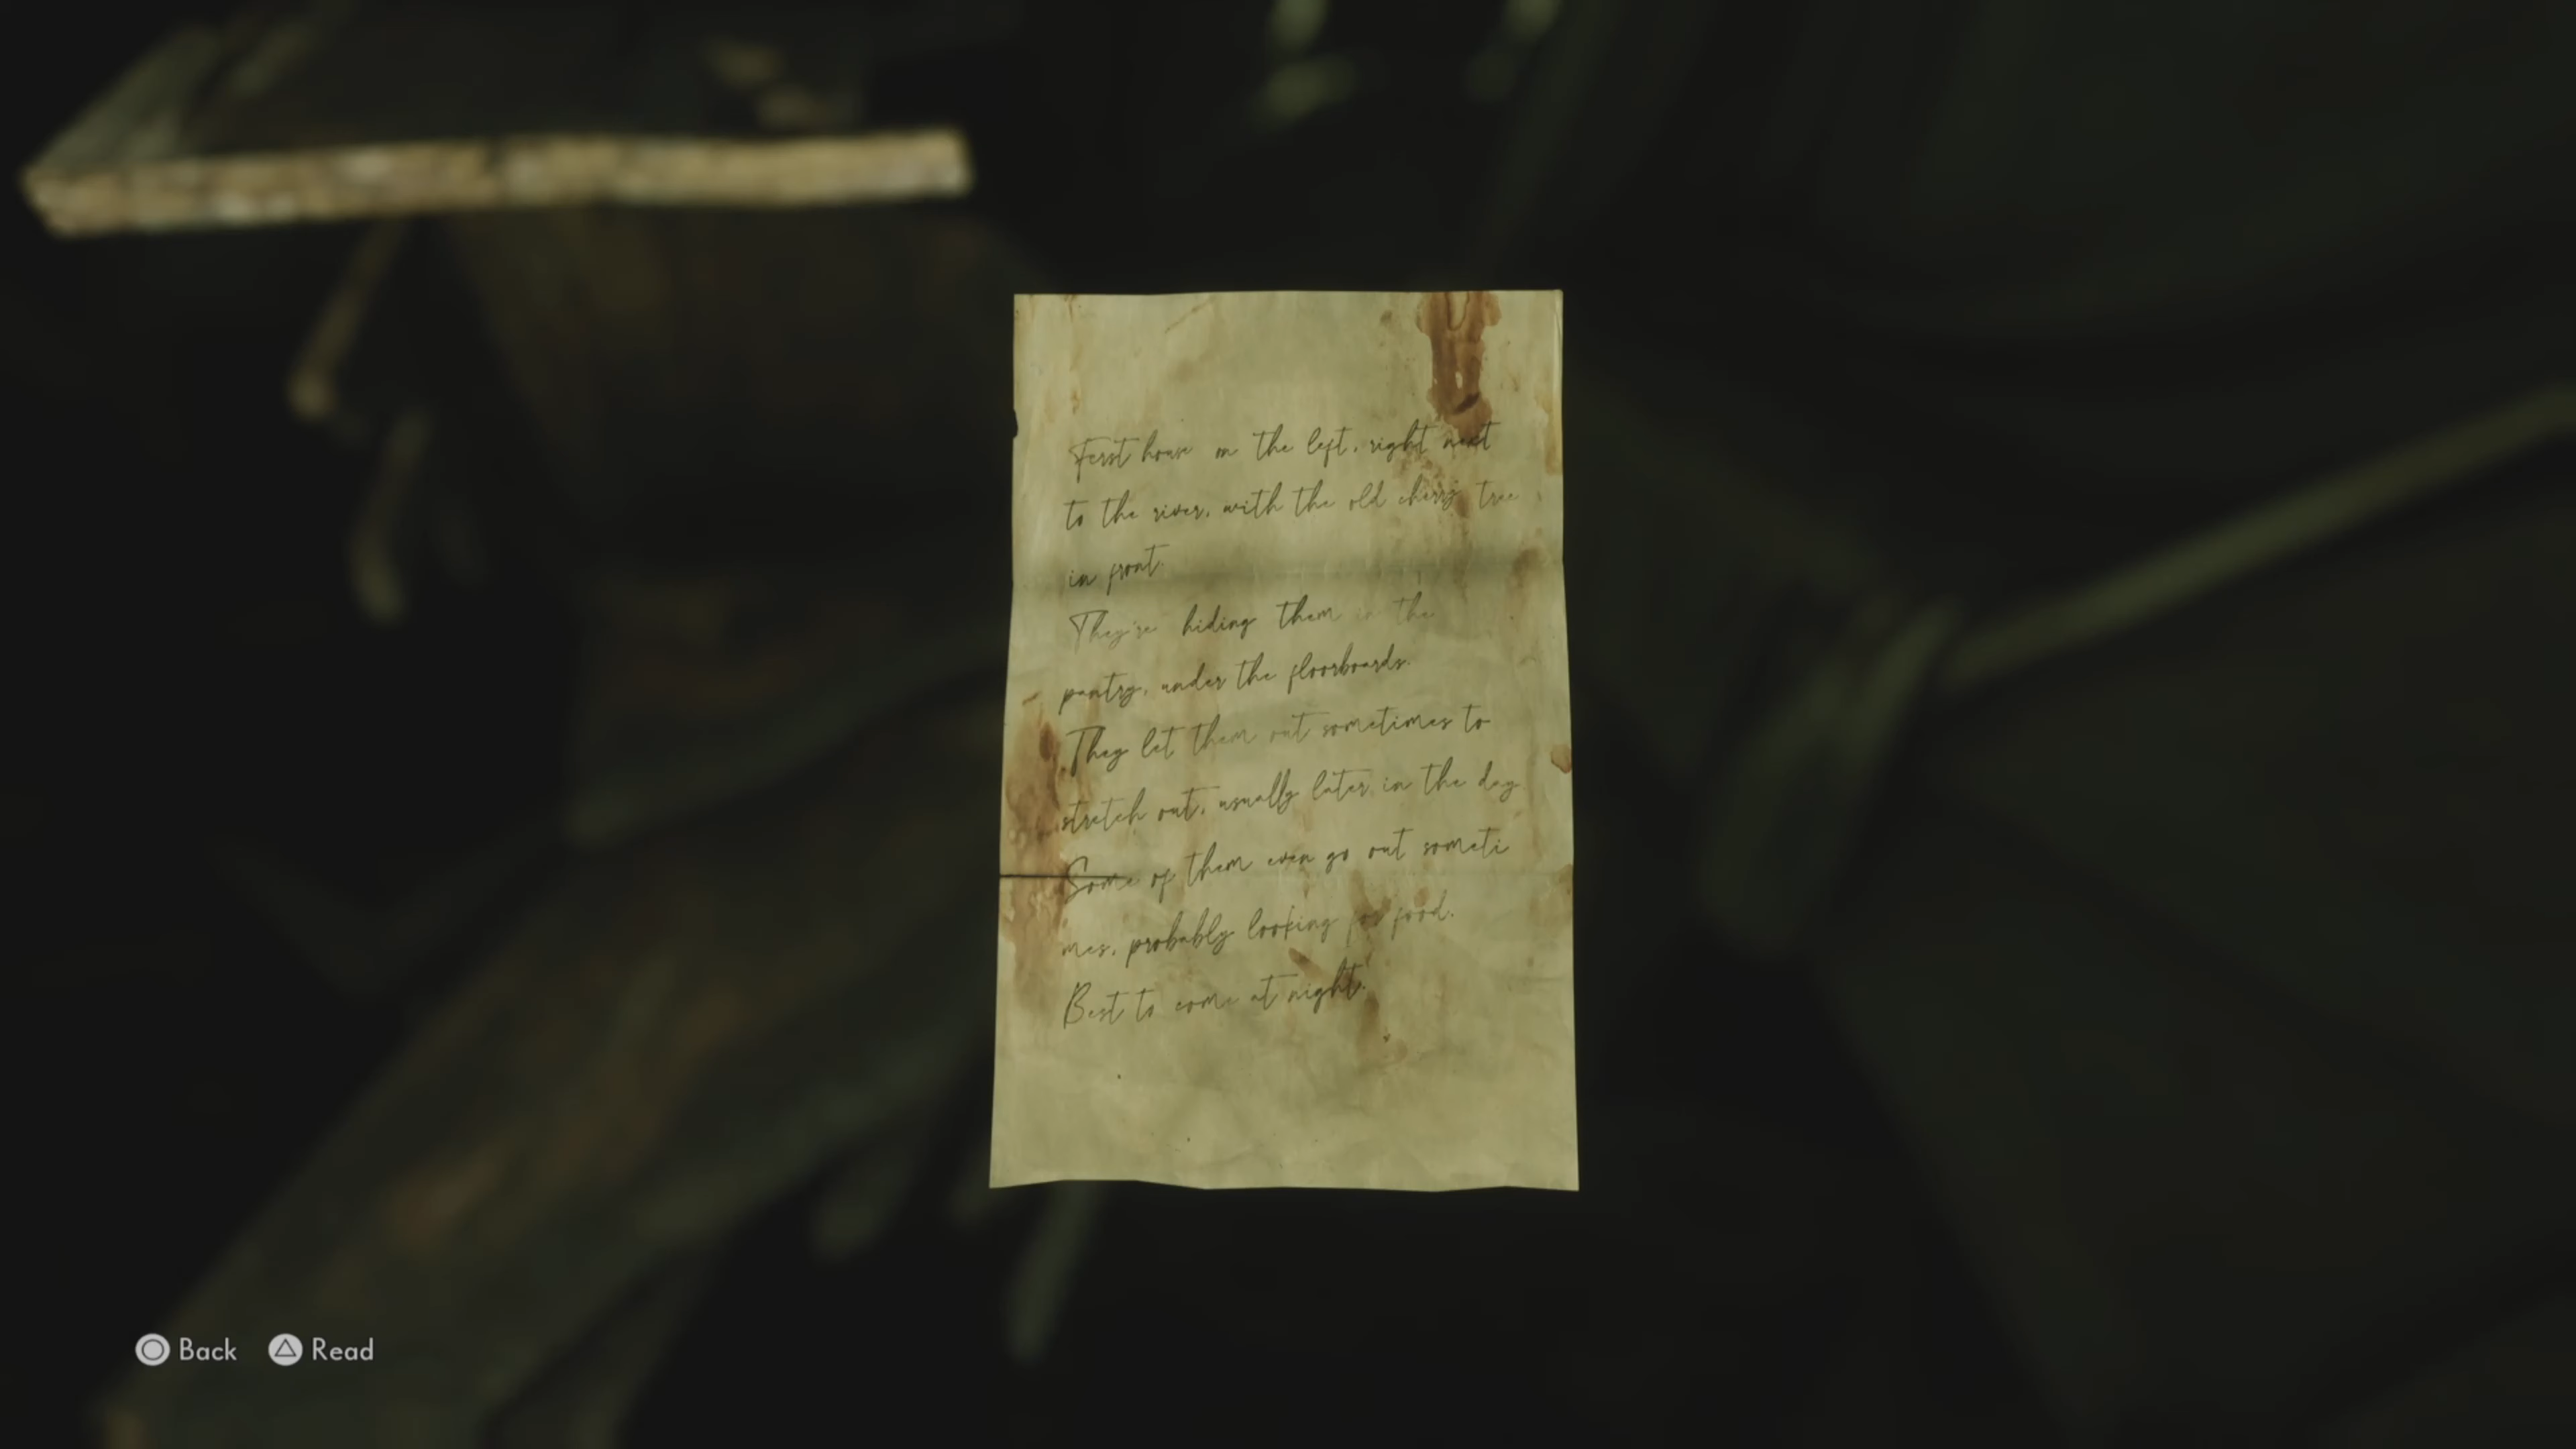 First house on the left, right next
to the river, with the old cherry tree
in front.
They're hiding them in the
pantry, under the floorboards.
They let them out sometimes to
stretch out, usually later in the day
Some of them even go out someti
mes, probably looking for food.
Best to come at night.
Back Read